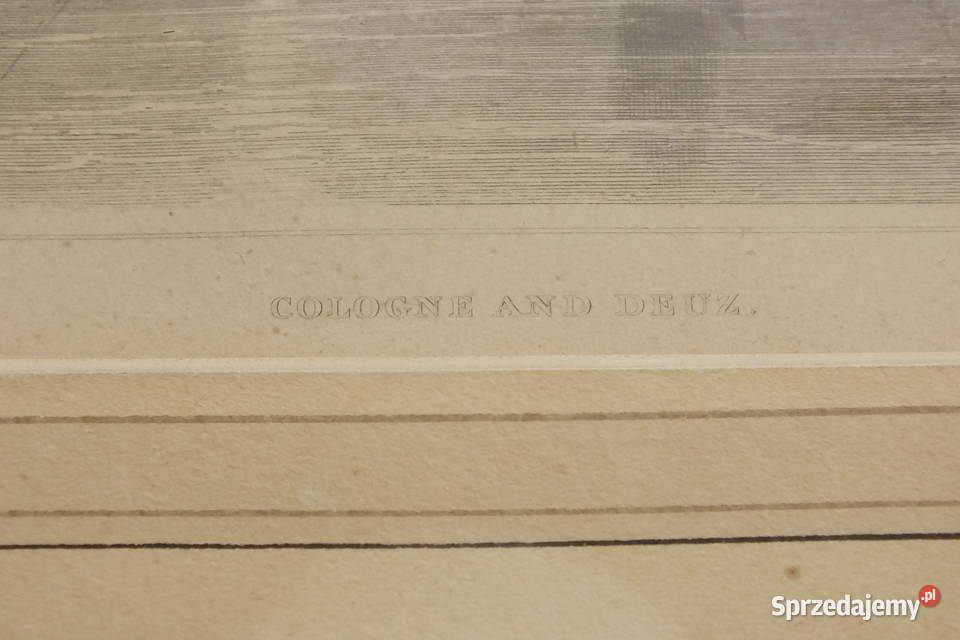 COLOGNE AND DEUZ.
Sprzedajemy.pl